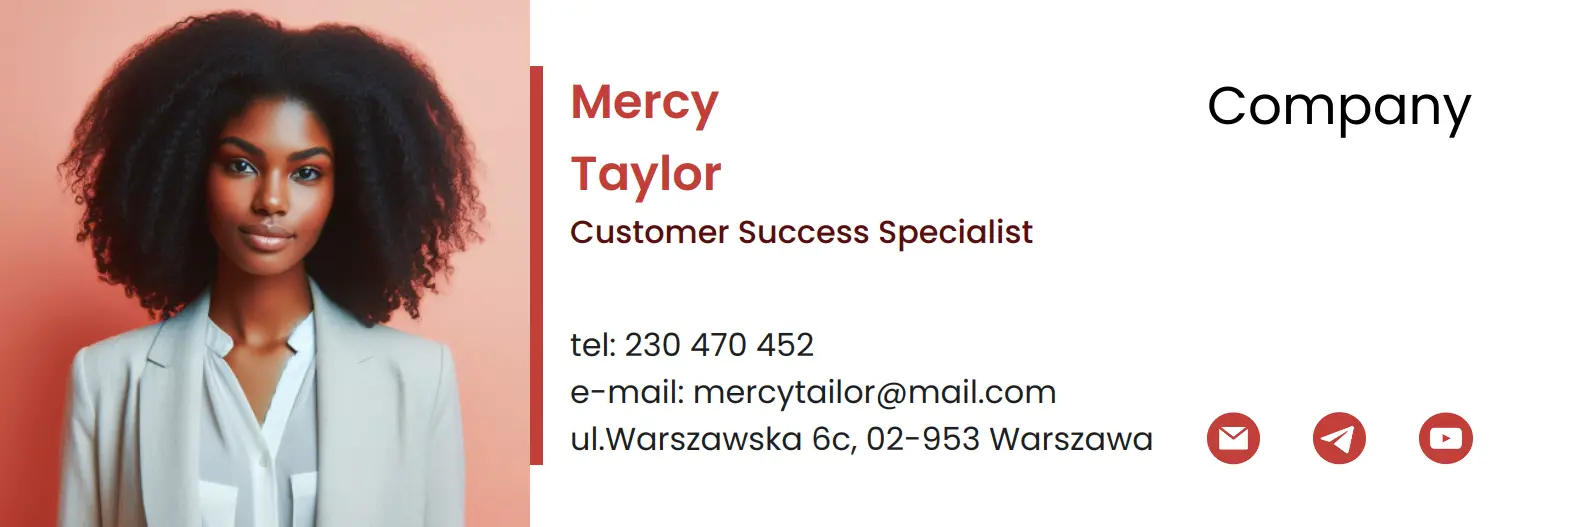 Mercy
Taylor
Customer Success Specialist
Company
tel: 230 470 452
e-mail: mercytailor@mail.com
ul.Warszawska 6c, 02-953 Warszawa